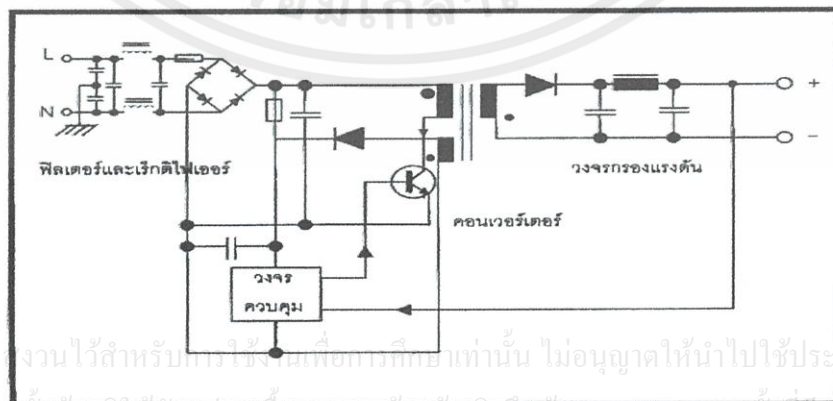 L
N
+
-
ฟิลเตอร์และเร็กติไฟเออร์
วงจรกรองแรงดัน
คอนเวอร์เตอร์
วงจร
ควบคุม
สงวนไว้สำหรับการใช้งานเพื่อการศึกษาเท่านั้น ไม่อนุญาตให้นำไปใช้ประ